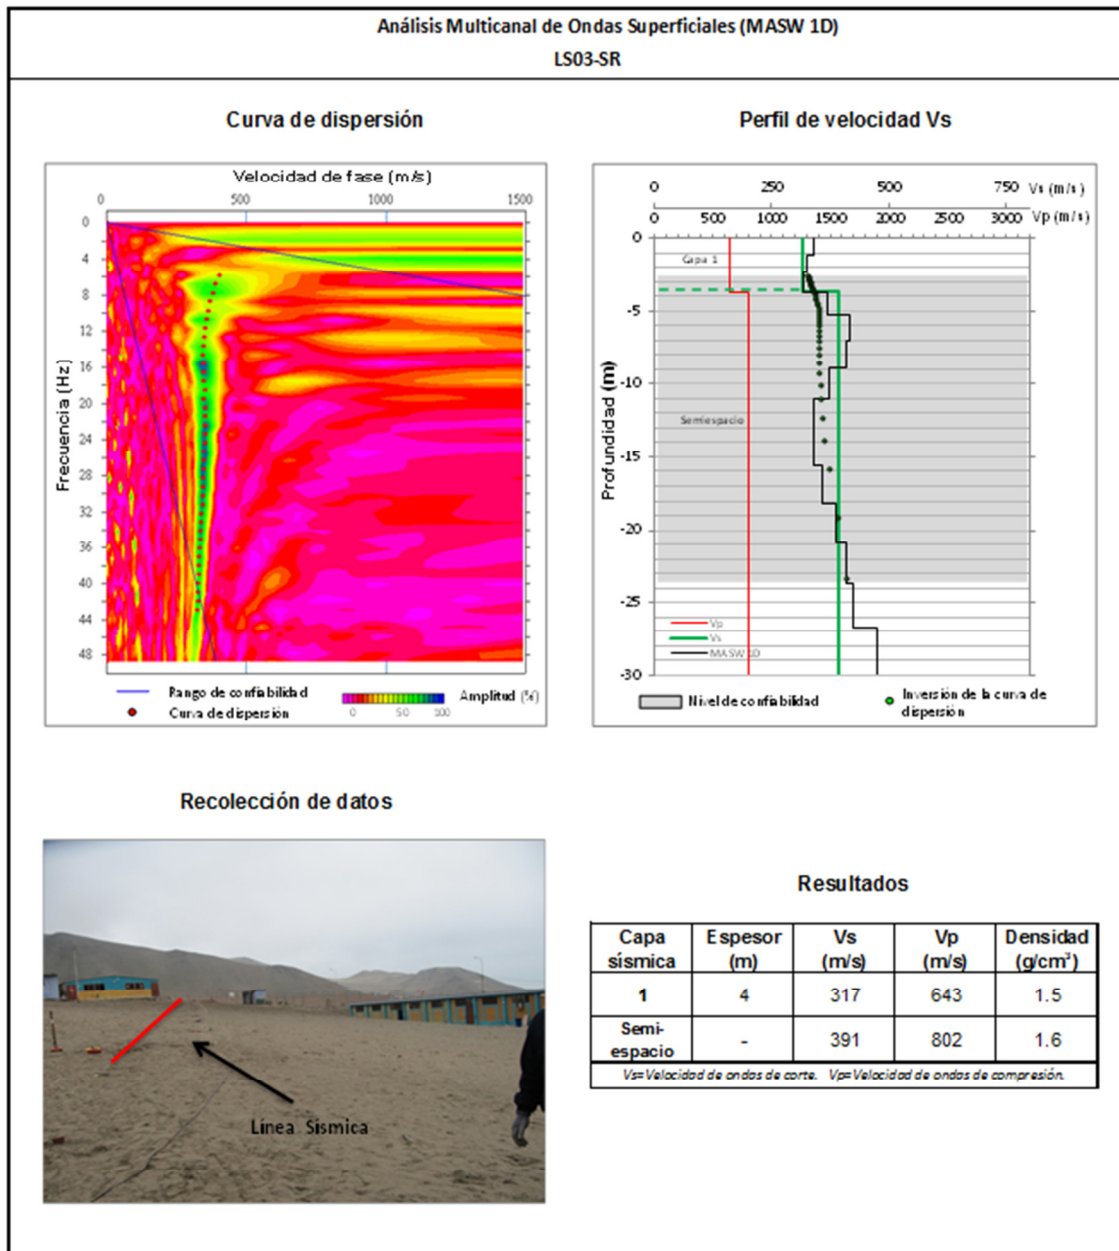 Análisis Multicanal de Ondas Superficiales (MASW 1D)
LS03-SR
Curva de dispersión
Velocidad de fase (m/s)
0 500 1000 1500
Frecuencia (Hz)
0
4
8
12
16
20
24
28
32
36
40
44
48
Rango de confiabilidad
Curva de dispersión
Amplitud (%)
0 50 100
Perfil de velocidad Vs
0 250 500 750 Vs (m/s)
0 500 1000 1500 2000 2500 3000 Vp (m/s)
Profundidad (m)
0
-5
-10
-15
-20
-25
-30
Capa 1
Semiespacio
Vp
Vs
MASW 1D
Nivel de confiabilidad
Inversión de la curva de
dispersión
Recolección de datos
Línea Sísmica
Resultados
Capa sísmica Espesor (m) Vs (m/s) Vp (m/s) Densidad (g/cm³)
1 4 317 643 1.5
Semi-espacio - 391 802 1.6
Vs=Velocidad de ondas de corte. Vp=Velocidad de ondas de compresión.